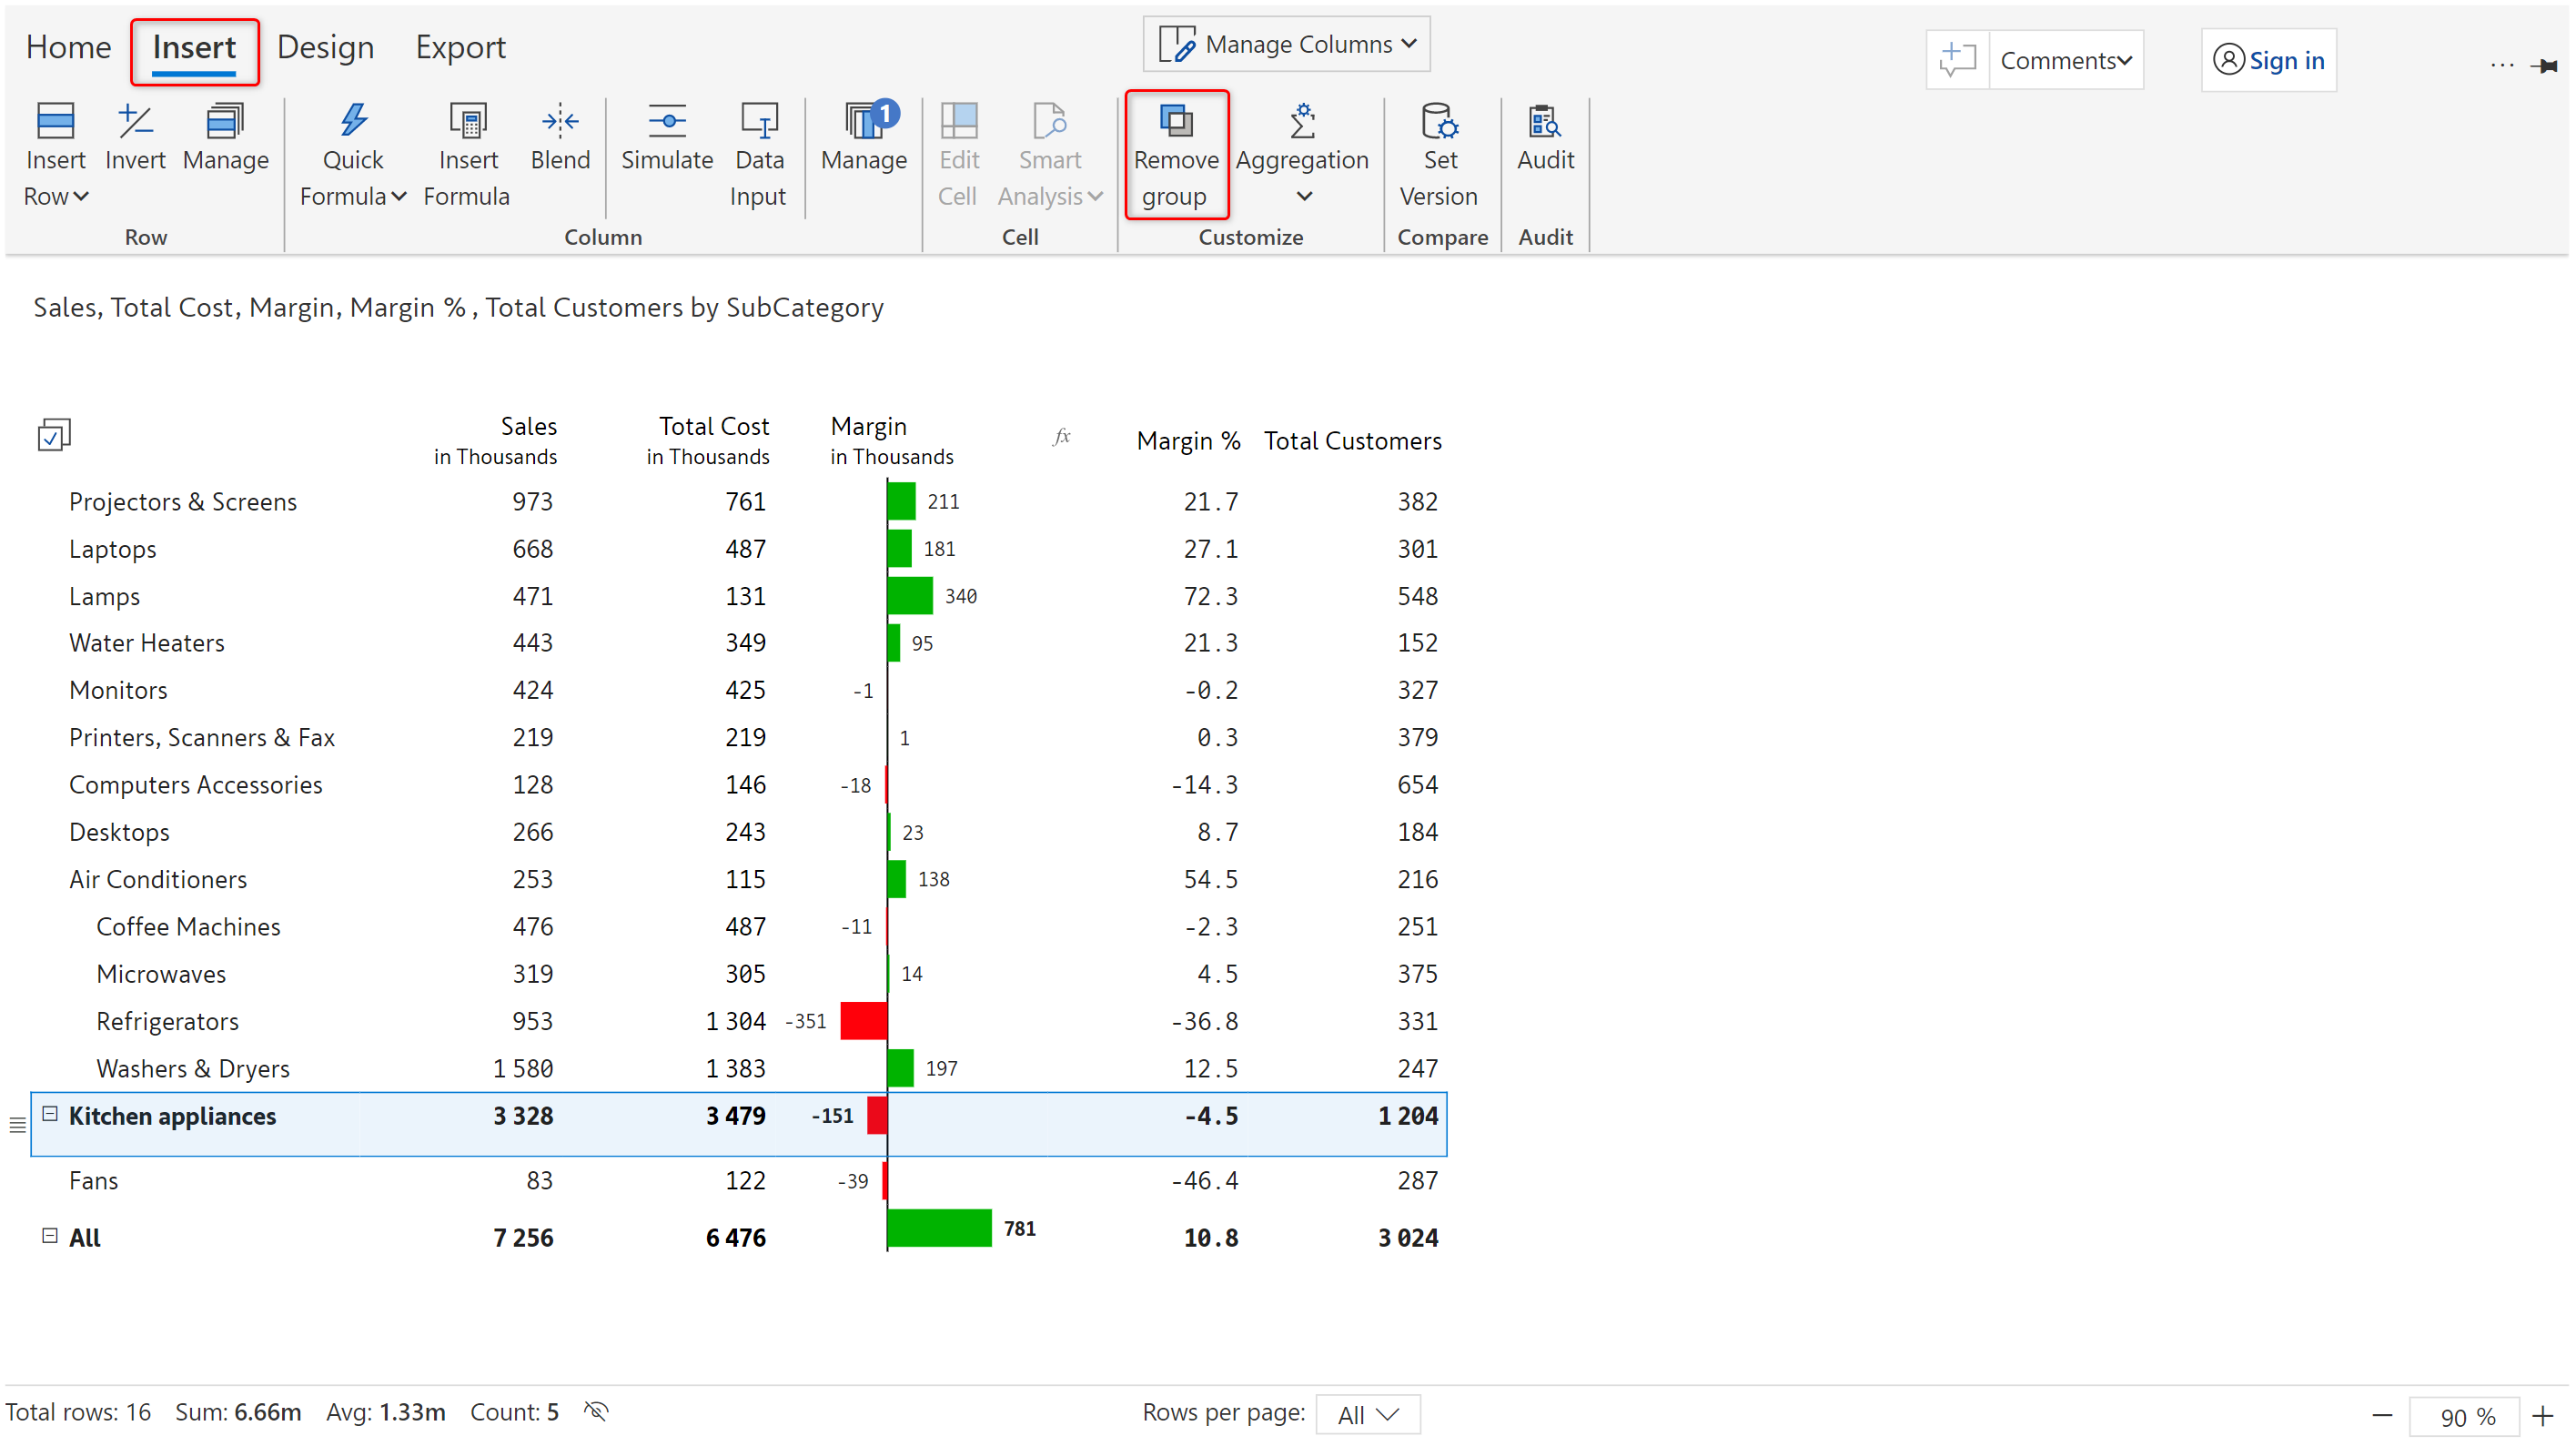 Home Insert Design Export Manage Columns Comments Sign in ...
1
Insert Invert Manage Quick Insert Blend Simulate Data Manage Edit Smart Remove Aggregation Set Audit
Row Formula Formula Input Cell Analysis group Version
Row Column Cell Customize Compare Audit
Sales, Total Cost, Margin, Margin % , Total Customers by SubCategory
Sales Total Cost Margin fx Margin % Total Customers
in Thousands in Thousands in Thousands
Projectors & Screens 973 761 211 21.7 382
Laptops 668 487 181 27.1 301
Lamps 471 131 340 72.3 548
Water Heaters 443 349 95 21.3 152
Monitors 424 425 -1 -0.2 327
Printers, Scanners & Fax 219 219 1 0.3 379
Computers Accessories 128 146 -18 -14.3 654
Desktops 266 243 23 8.7 184
Air Conditioners 253 115 138 54.5 216
Coffee Machines 476 487 -11 -2.3 251
Microwaves 319 305 14 4.5 375
Refrigerators 953 1 304 -351 -36.8 331
Washers & Dryers 1 580 1 383 197 12.5 247
Kitchen appliances 3 328 3 479 -151 -4.5 1 204
Fans 83 122 -39 -46.4 287
All 7 256 6 476 781 10.8 3 024
Total rows: 16 Sum: 6.66m Avg: 1.33m Count: 5 Rows per page: All 90 %